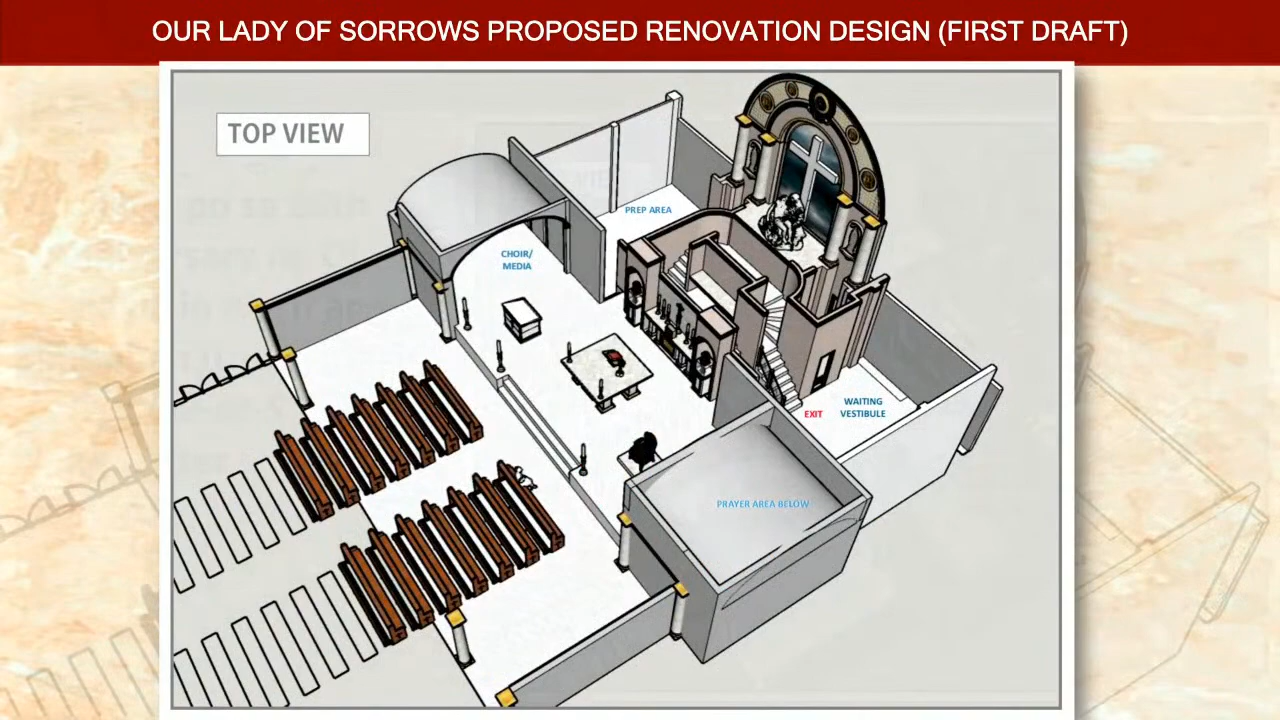 OUR LADY OF SORROWS PROPOSED RENOVATION DESIGN (FIRST DRAFT)
TOP VIEW
PREP AREA
CHOIR/
MEDIA
EXIT
WAITING
VESTIBULE
PRAYER AREA BELOW